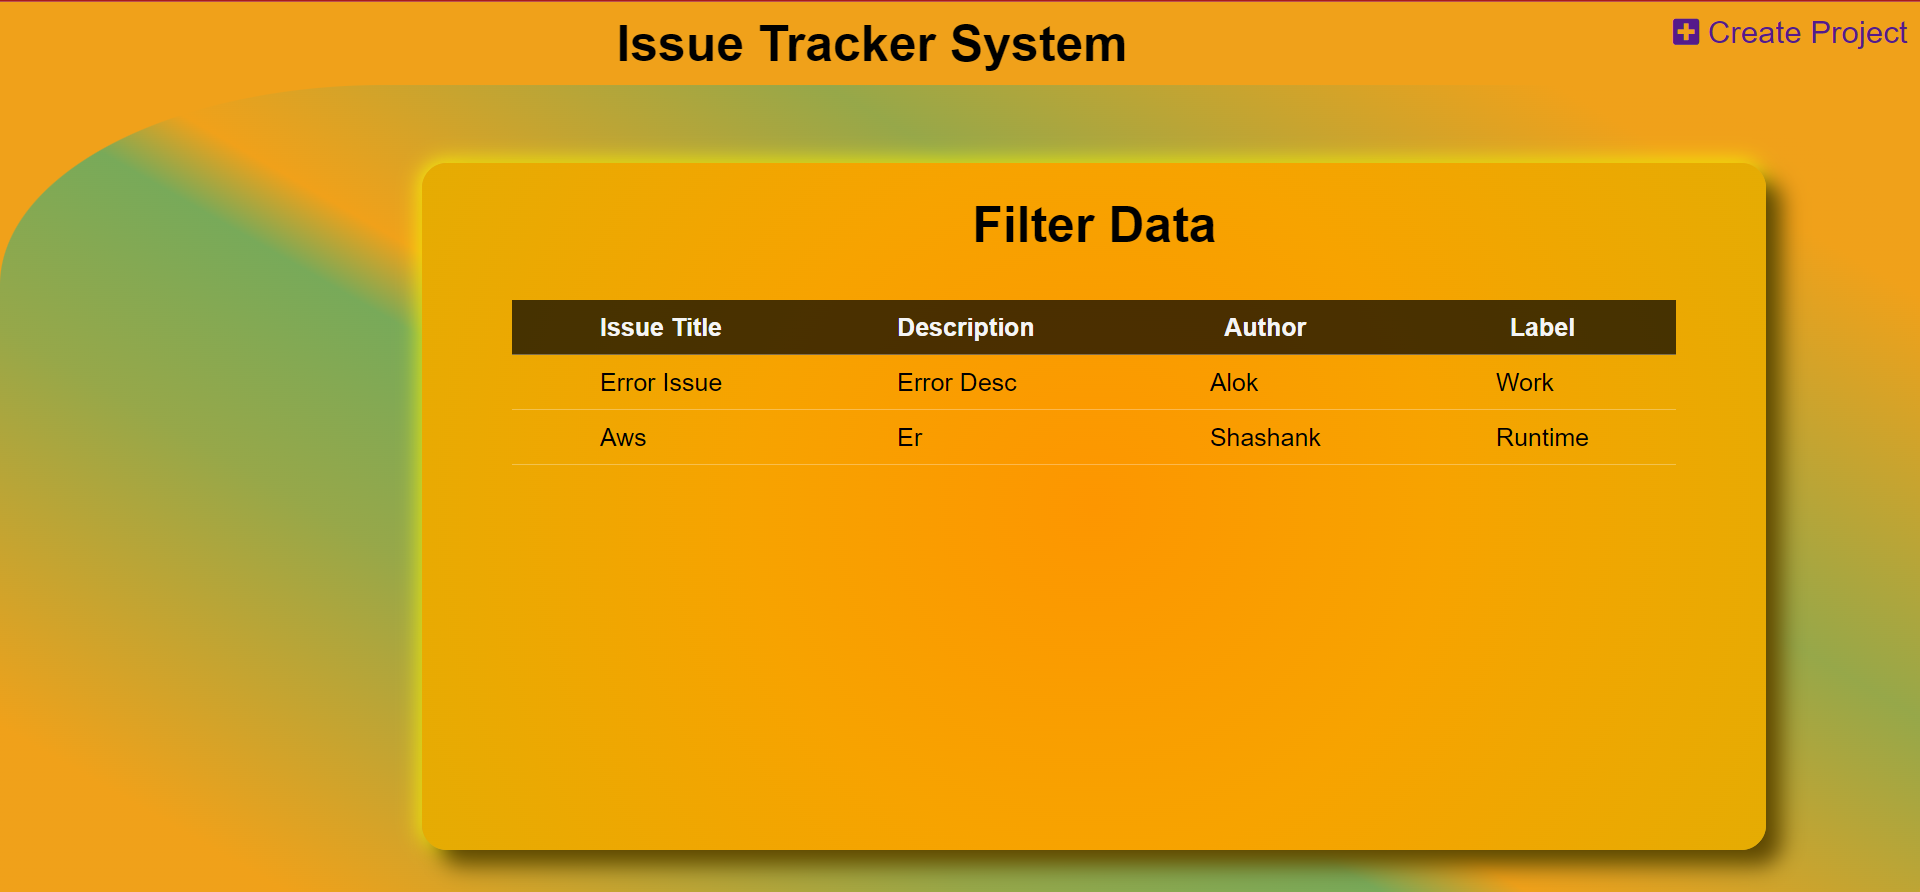 Issue Tracker System
Create Project
Filter Data
Issue Title Description Author Label
Error Issue Error Desc Alok Work
Aws Er Shashank Runtime